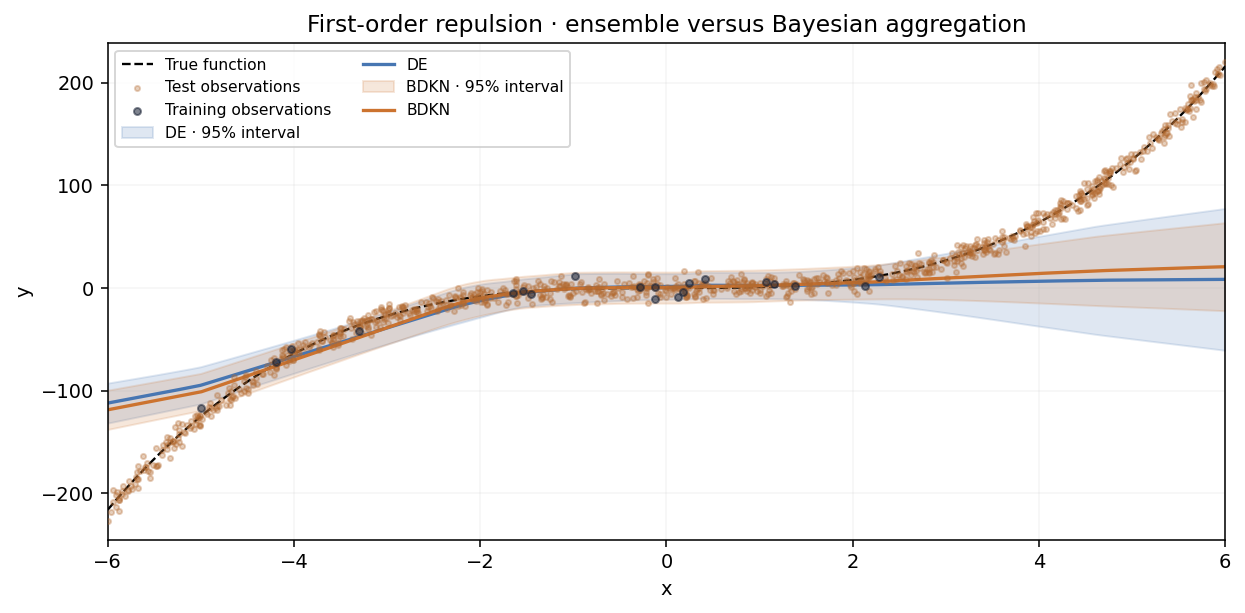 First-order repulsion · ensemble versus Bayesian aggregation
True function
Test observations
Training observations
DE · 95% interval
DE
BDKN · 95% interval
BDKN
200
100
0
−100
−200
y
−6
−4
−2
0
2
4
6
x